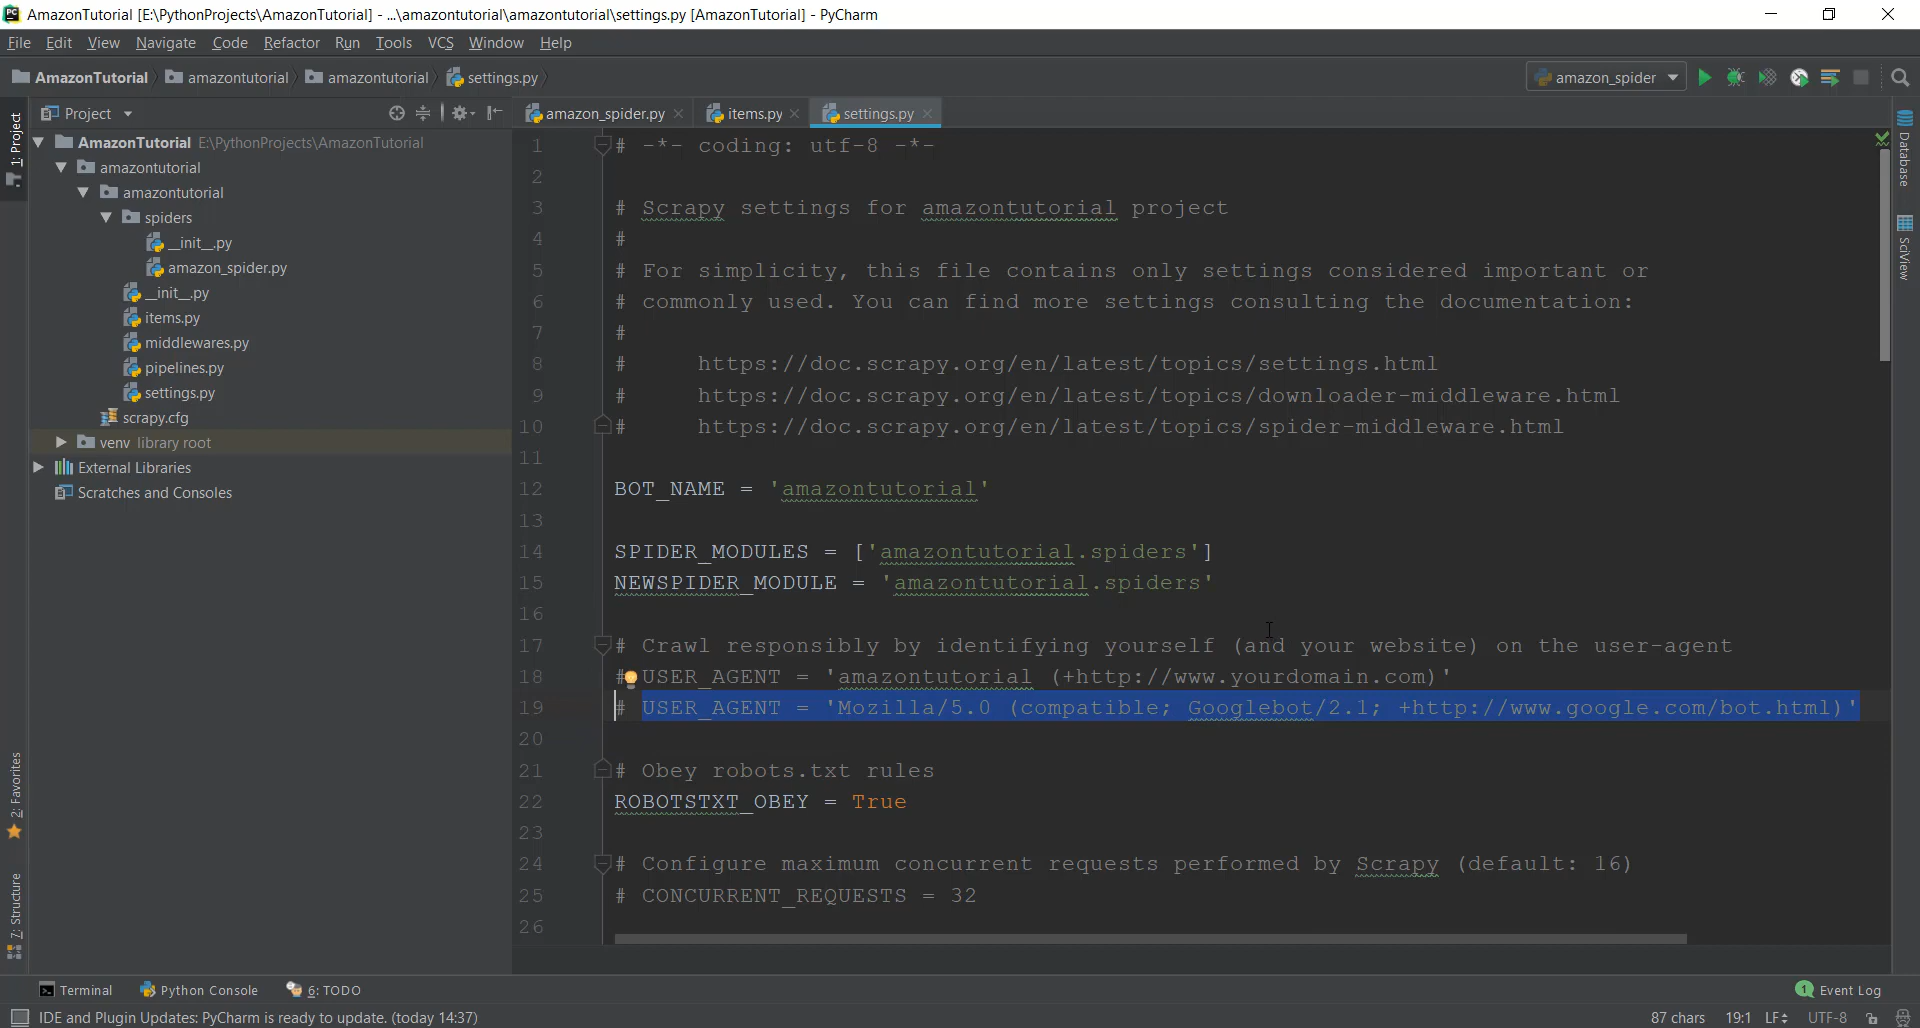 AmazonTutorial [E:\PythonProjects\AmazonTutorial] - ...\amazontutorial\amazontutorial\settings.py [AmazonTutorial] - PyCharm
File Edit View Navigate Code Refactor Run Tools VCS Window Help
AmazonTutorial amazontutorial amazontutorial settings.py amazon_spider
1: Project
Project
amazon_spider.py items.py settings.py
AmazonTutorial E:\PythonProjects\AmazonTutorial
amazontutorial
amazontutorial
spiders
__init__.py
amazon_spider.py
__init__.py
items.py
middlewares.py
pipelines.py
settings.py
scrapy.cfg
venv library root
External Libraries
Scratches and Consoles
1 # -*- coding: utf-8 -*-
2
3 # Scrapy settings for amazontutorial project
4 #
5 # For simplicity, this file contains only settings considered important or
6 # commonly used. You can find more settings consulting the documentation:
7 #
8 #     https://doc.scrapy.org/en/latest/topics/settings.html
9 #     https://doc.scrapy.org/en/latest/topics/downloader-middleware.html
10 #     https://doc.scrapy.org/en/latest/topics/spider-middleware.html
11
12 BOT_NAME = 'amazontutorial'
13
14 SPIDER_MODULES = ['amazontutorial.spiders']
15 NEWSPIDER_MODULE = 'amazontutorial.spiders'
16
17 # Crawl responsibly by identifying yourself (and your website) on the user-agent
18 # USER_AGENT = 'amazontutorial (+http://www.yourdomain.com)'
19 # USER_AGENT = 'Mozilla/5.0 (compatible; Googlebot/2.1; +http://www.google.com/bot.html)'
20
21 # Obey robots.txt rules
22 ROBOTSTXT_OBEY = True
23
24 # Configure maximum concurrent requests performed by Scrapy (default: 16)
25 # CONCURRENT_REQUESTS = 32
26
Database
SciView
2: Favorites
7: Structure
Terminal Python Console 6: TODO 1 Event Log
IDE and Plugin Updates: PyCharm is ready to update. (today 14:37) 87 chars 19:1 LF UTF-8